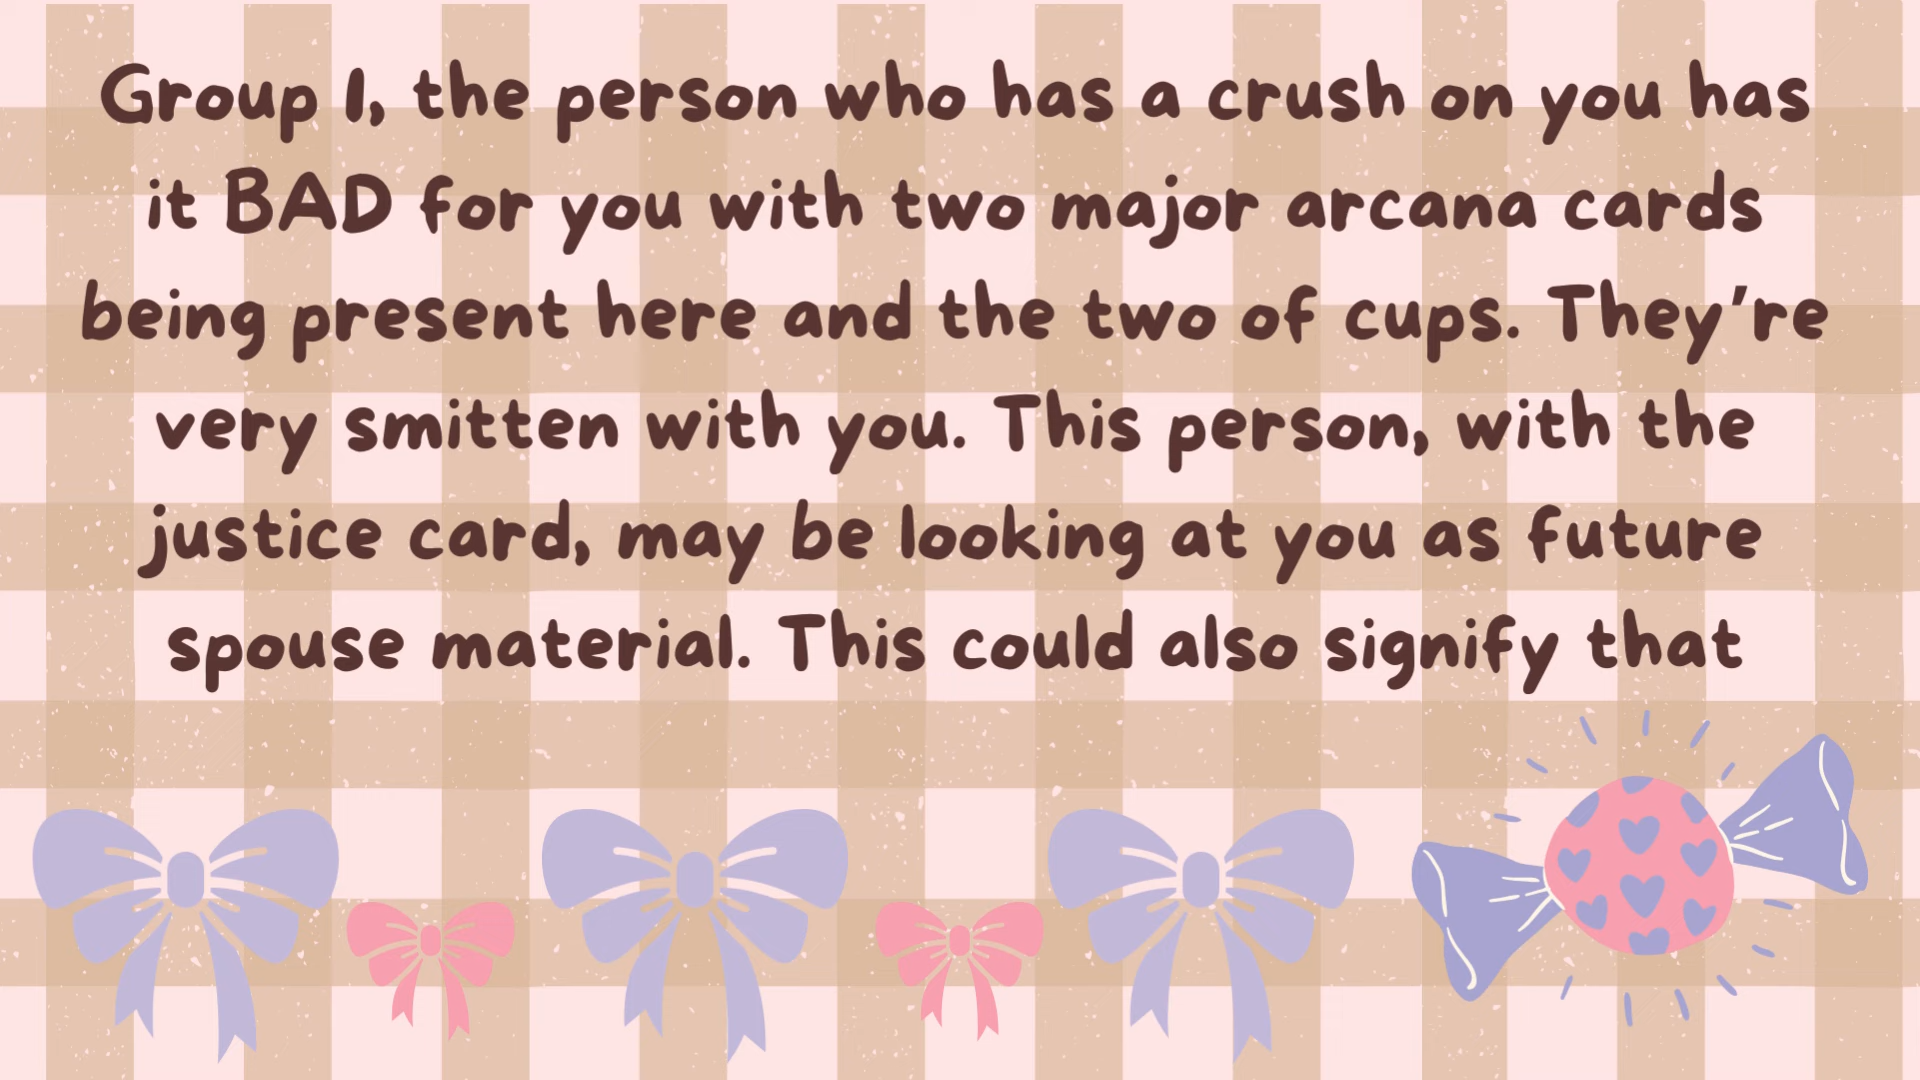 Group 1, the person who has a crush on you has
it BAD for you with two major arcana cards
being present here and the two of cups. They're
very smitten with you. This person, with the
justice card, may be looking at you as future
spouse material. This could also signify that